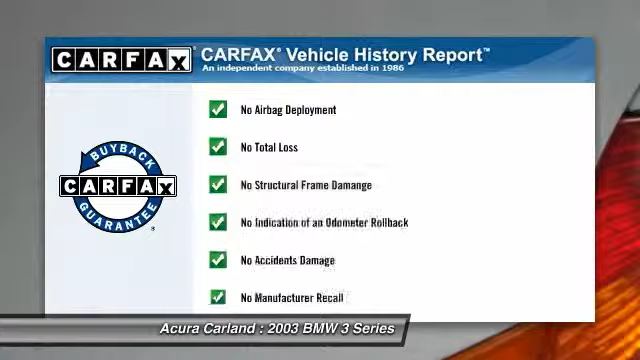 CARFAX
CARFAX® Vehicle History Report™
An independent company established in 1986
No Airbag Deployment
No Total Loss
No Structural Frame Damange
No Indication of an Odometer Rollback
No Accidents Damage
No Manufacturer Recall
BUYBACK
CARFAX
GUARANTEE®
Acura Carland : 2003 BMW 3 Series